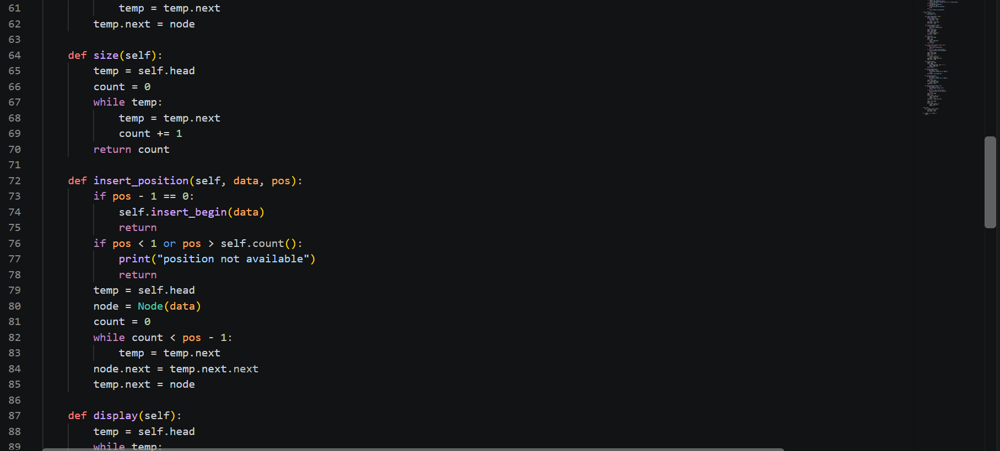 61 temp = temp.next
62 temp.next = node
63
64 def size(self):
65 temp = self.head
66 count = 0
67 while temp:
68 temp = temp.next
69 count += 1
70 return count
71
72 def insert_position(self, data, pos):
73 if pos - 1 == 0:
74 self.insert_begin(data)
75 return
76 if pos < 1 or pos > self.count():
77 print("position not available")
78 return
79 temp = self.head
80 node = Node(data)
81 count = 0
82 while count < pos - 1:
83 temp = temp.next
84 node.next = temp.next.next
85 temp.next = node
86
87 def display(self):
88 temp = self.head
89 while temp: